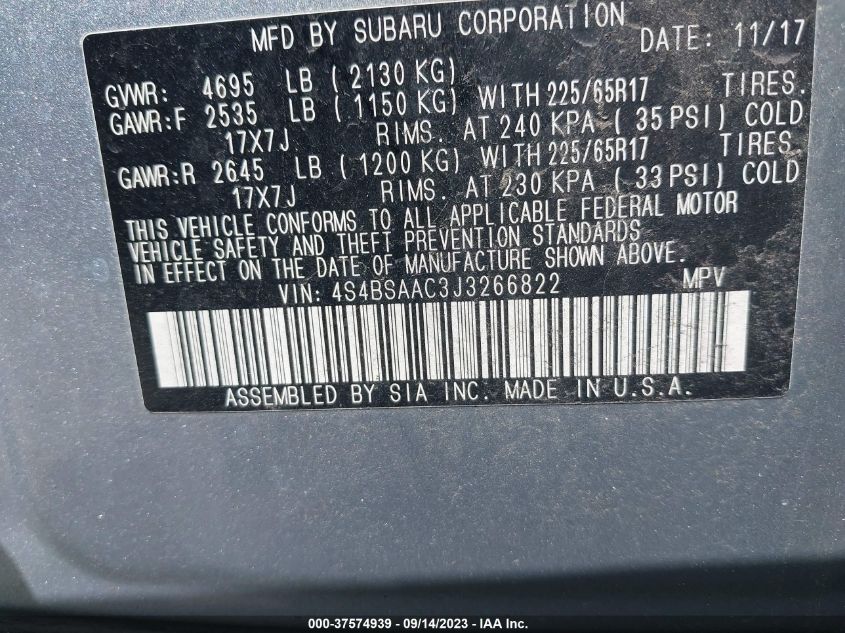 MFD BY SUBARU CORPORATION DATE: 11/17
GVWR: 4695 LB ( 2130 KG)
GAWR:F 2535 LB ( 1150 KG) WITH 225/65R17 TIRES.
17X7J RIMS. AT 240 KPA ( 35 PSI) COLD
GAWR:R 2645 LB ( 1200 KG) WITH 225/65R17 TIRES.
17X7J RIMS. AT 230 KPA ( 33 PSI) COLD
THIS VEHICLE CONFORMS TO ALL APPLICABLE FEDERAL MOTOR
VEHICLE SAFETY AND THEFT PREVENTION STANDARDS
IN EFFECT ON THE DATE OF MANUFACTURE SHOWN ABOVE.
VIN: 4S4BSAAC3J3266822 MPV
ASSEMBLED BY SIA INC. MADE IN U.S.A.
000-37574939 - 09/14/2023 - IAA Inc.